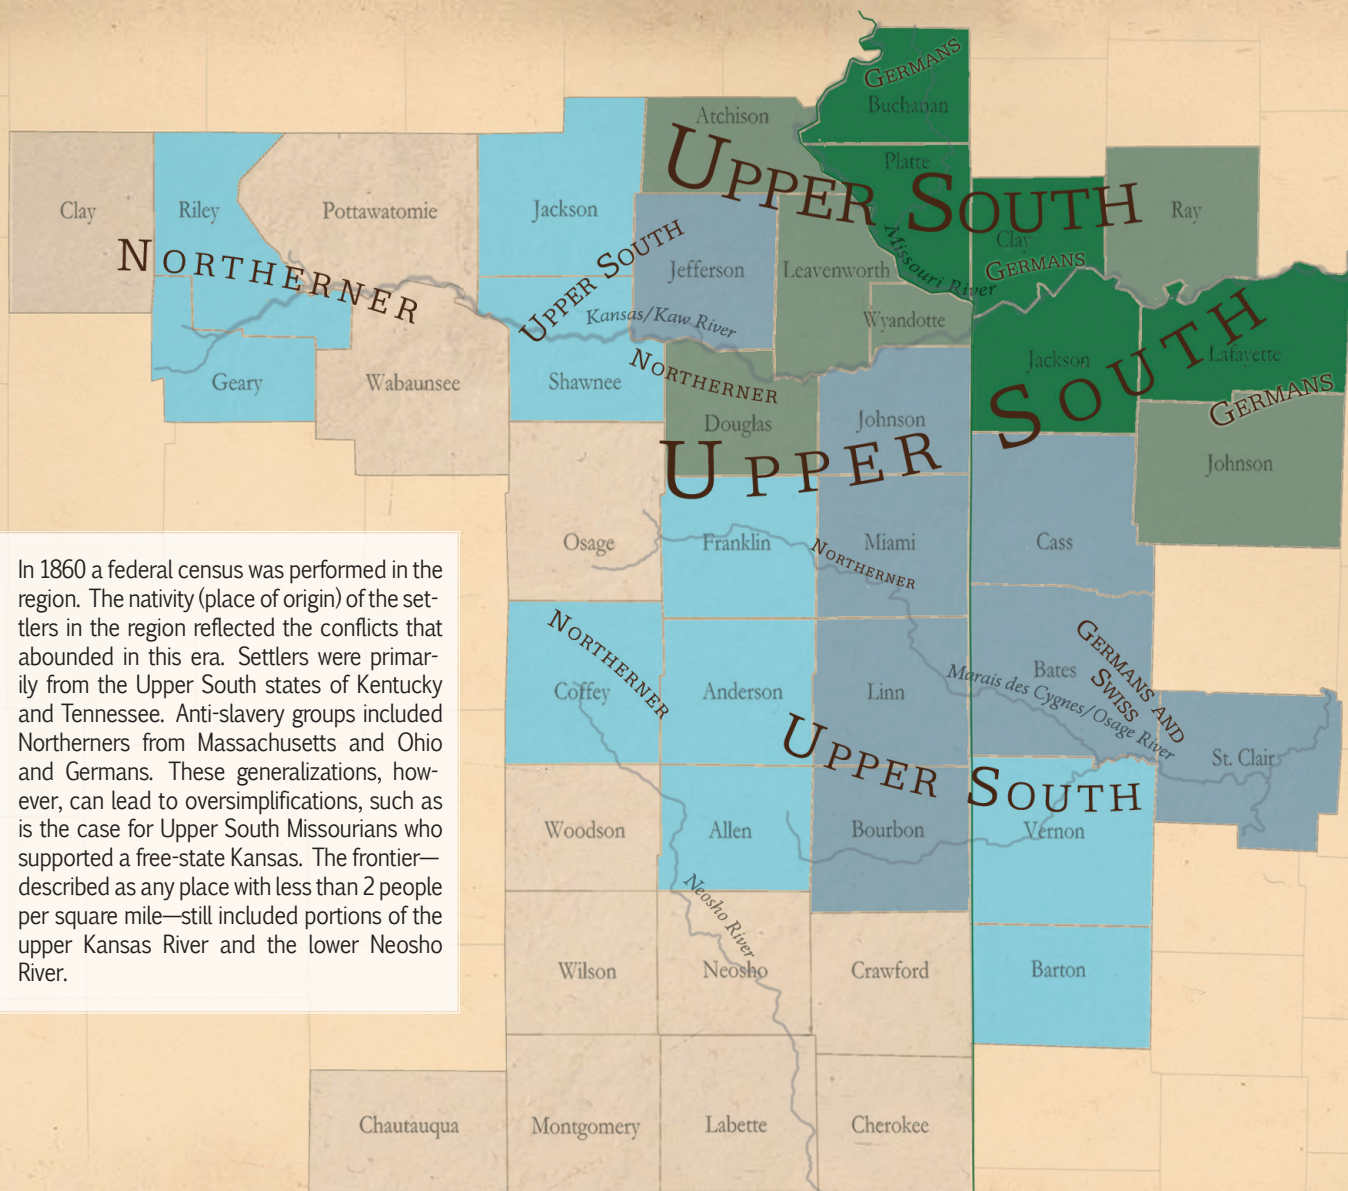 GERMANS
Buchanan
Atchison
Platte
UPPER SOUTH
Clay
Riley
Pottawatomie
Jackson
Ray
Clay
GERMANS
NORTHERNER
UPPER SOUTH
Jefferson
Leavenworth
Missouri River
Kansas/Kaw River
Wyandotte
Geary
Wabaunsee
Shawnee
NORTHERNER
Jackson
Lafayette
SOUTH
GERMANS
Douglas
Johnson
UPPER
Johnson
Osage
Franklin
Miami
NORTHERNER
Cass
In 1860 a federal census was performed in the
region. The nativity (place of origin) of the set-
tlers in the region reflected the conflicts that
abounded in this era. Settlers were primar-
ily from the Upper South states of Kentucky
and Tennessee. Anti-slavery groups included
Northerners from Massachusetts and Ohio
and Germans. These generalizations, how-
ever, can lead to oversimplifications, such as
is the case for Upper South Missourians who
supported a free-state Kansas. The frontier—
described as any place with less than 2 people
per square mile—still included portions of the
upper Kansas River and the lower Neosho
River.
NORTHERNER
Coffey
Anderson
Linn
Bates
GERMANS AND
SWISS
Marais des Cygnes/Osage River
St. Clair
UPPER SOUTH
Woodson
Allen
Bourbon
Vernon
Neosho River
Wilson
Neosho
Crawford
Barton
Chautauqua
Montgomery
Labette
Cherokee